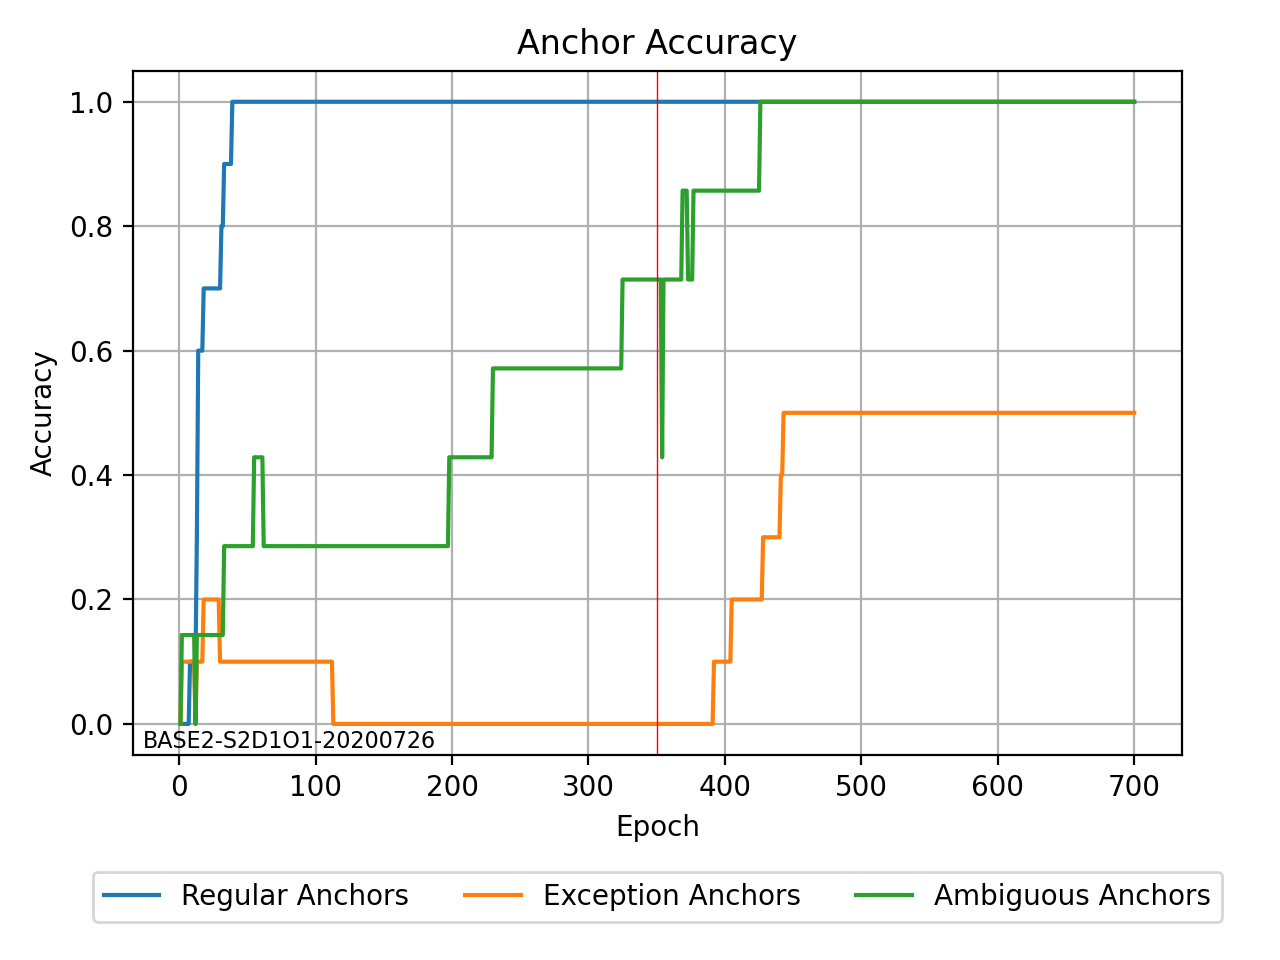 Anchor Accuracy
1.0
0.8
0.6
0.4
0.2
0.0
Accuracy
BASE2-S2D1O1-20200726
0 100 200 300 400 500 600 700
Epoch
Regular Anchors Exception Anchors Ambiguous Anchors